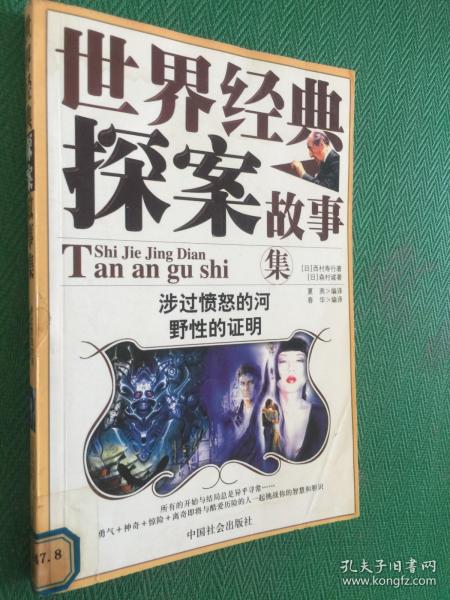 世界经典
探案故事
集
Shi Jie Jing Dian
Tan an gu shi
[日]西村寿行著
[日]森村诚著
夏燕>编译
春华>编译
涉过愤怒的河
野性的证明
所有的开始与结局总是异乎寻常……
勇气+神奇+惊险+离奇即将与酷爱历险的人一起挑战你的智慧和胆识
中国社会出版社
47.8
孔夫子旧书网
www.kongfz.com